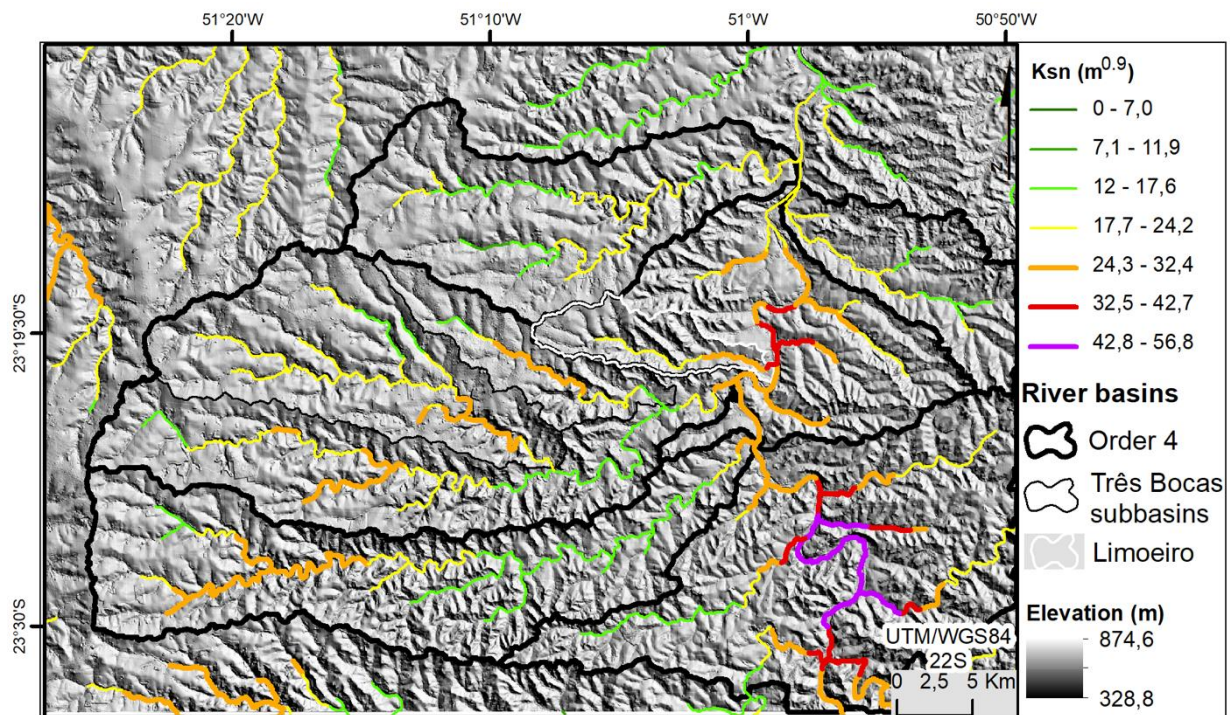 51°20'W 51°10'W 51°W 50°50'W
23°19'30"S
23°30'S
UTM/WGS84
22S
0 2,5 5 Km
Ksn (m0.9)
0 - 7,0
7,1 - 11,9
12 - 17,6
17,7 - 24,2
24,3 - 32,4
32,5 - 42,7
42,8 - 56,8
River basins
Order 4
Três Bocas
subbasins
Limoeiro
Elevation (m)
874,6
328,8